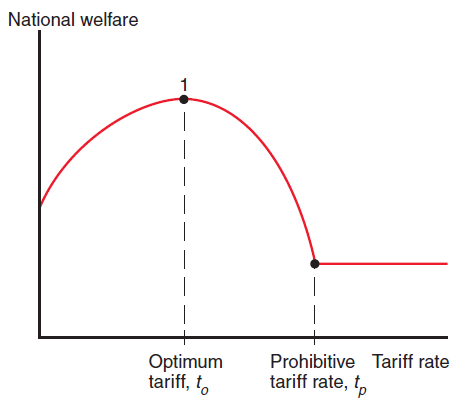 National welfare
1
Optimum
tariff, to
Prohibitive
tariff rate, tp
Tariff rate